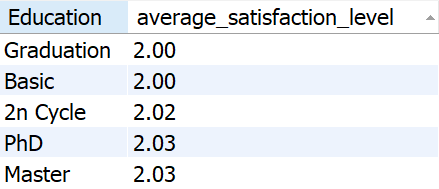 Education average_satisfaction_level
Graduation 2.00
Basic 2.00
2n Cycle 2.02
PhD 2.03
Master 2.03